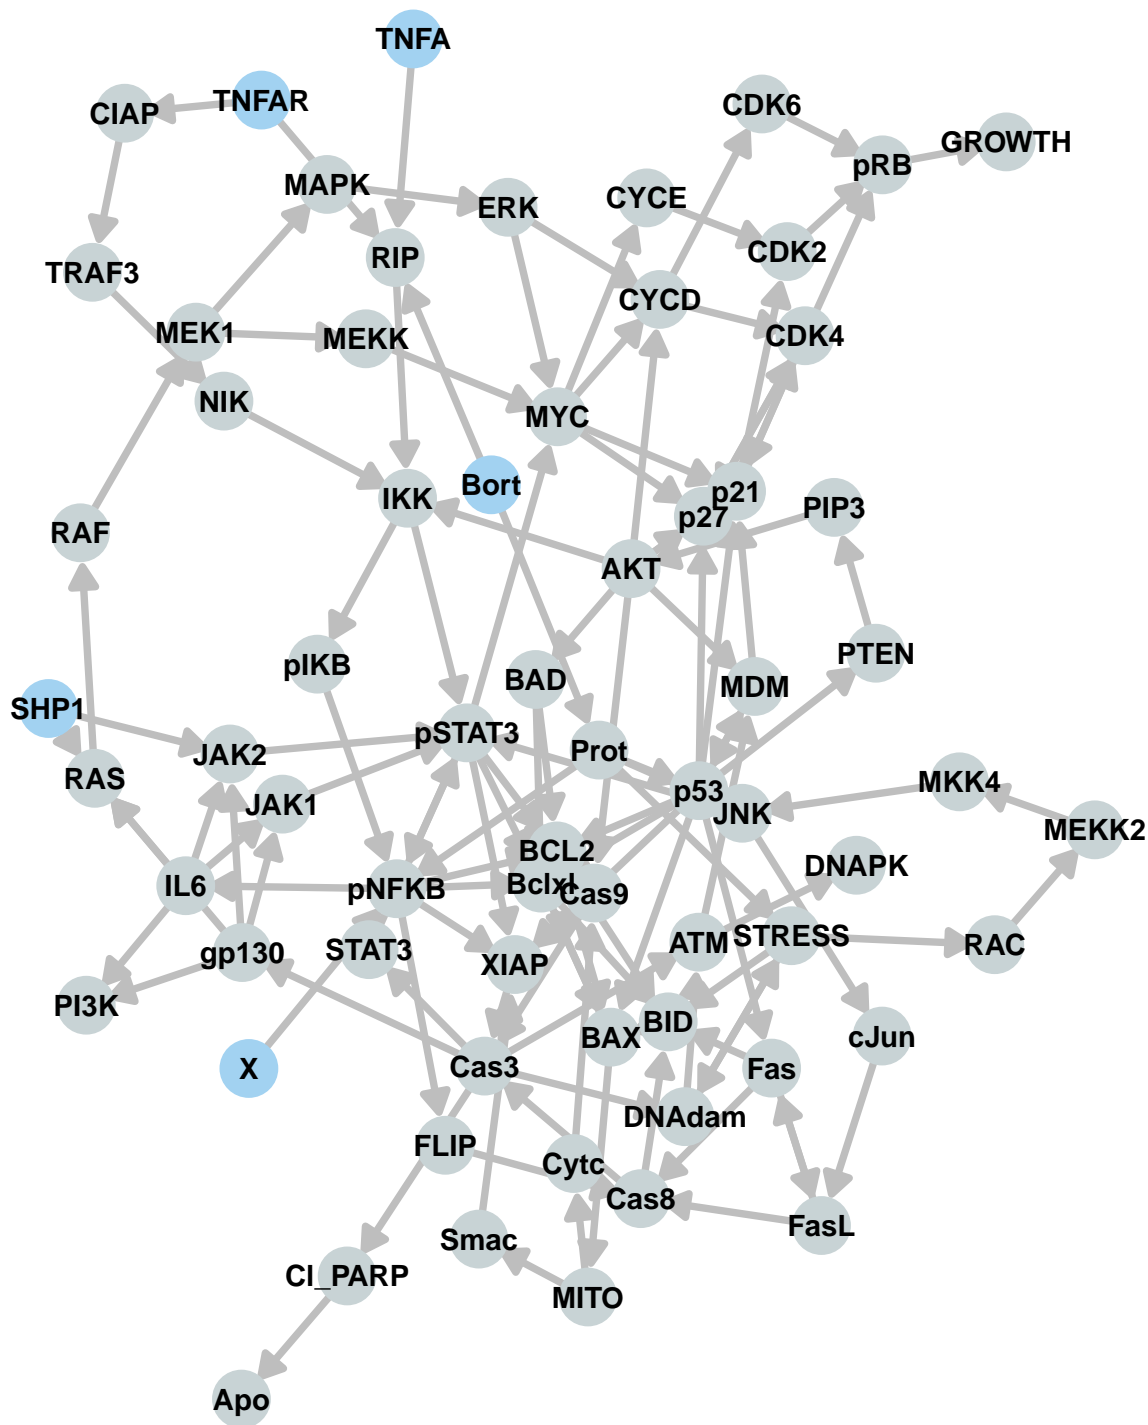 TNFA
TNFAR
CIAP
CDK6
GROWTH
pRB
MAPK
CYCE
ERK
CDK2
RIP
TRAF3
CYCD
MEK1
MEKK
CDK4
NIK
MYC
Bort
p21
IKK
PIP3
p27
RAF
AKT
PTEN
pIKB
BAD
MDM
SHP1
pSTAT3
Prot
JAK2
RAS
MKK4
p53
JAK1
JNK
MEKK2
BCL2
DNAPK
IL6
pNFKB
Bclxl
Cas9
STRESS
ATM
RAC
gp130
STAT3
XIAP
PI3K
BID
cJun
BAX
X
Cas3
Fas
DNAdam
FLIP
Cytc
Cas8
FasL
Smac
CI_PARP
MITO
Apo